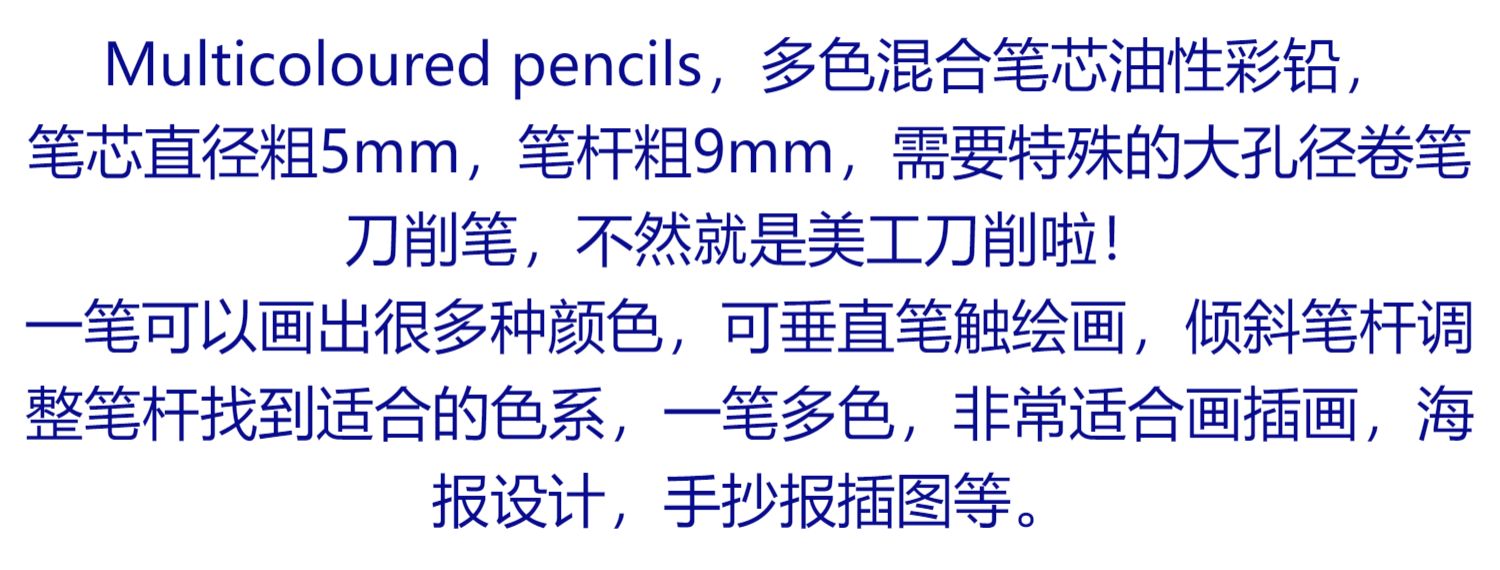 Multicoloured pencils，多色混合笔芯油性彩铅，
笔芯直径粗5mm，笔杆粗9mm，需要特殊的大孔径卷笔
刀削笔，不然就是美工刀削啦！
一笔可以画出很多种颜色，可垂直笔触绘画，倾斜笔杆调
整笔杆找到适合的色系，一笔多色，非常适合画插画，海
报设计，手抄报插图等。